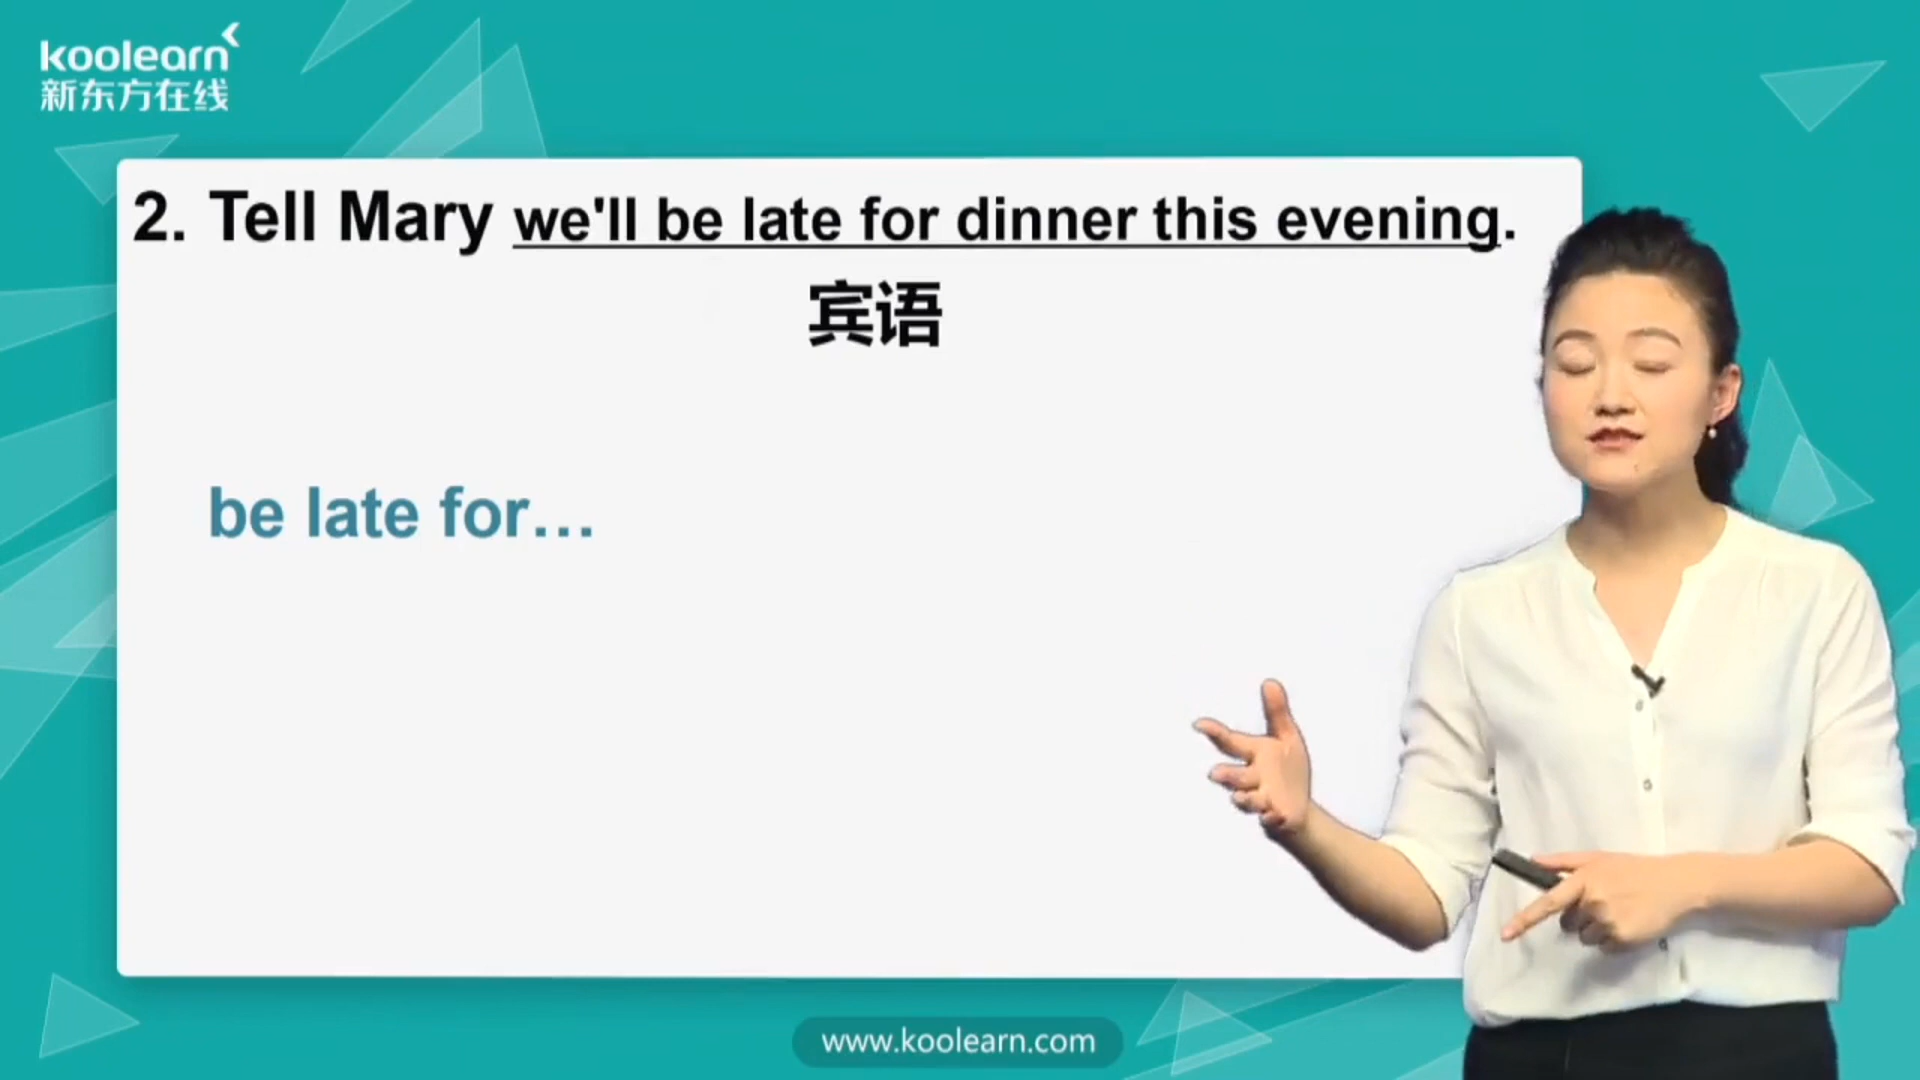 koolearn
新东方在线
2. Tell Mary we'll be late for dinner this evening.
宾语
be late for…
www.koolearn.com